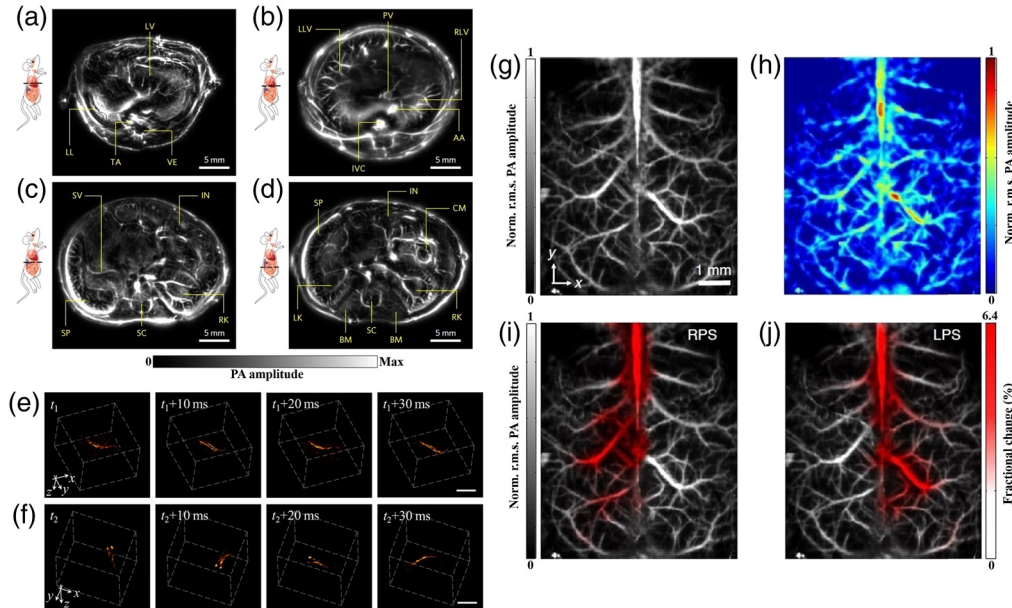 (a)
LV
LL
TA
VE
5 mm
(b)
LLV
PV
RLV
IVC
AA
5 mm
(c)
SV
IN
SP
SC
RK
5 mm
(d)
SP
IN
CM
LK
BM
SC
BM
RK
5 mm
0
Max
PA amplitude
(e)
t1
t1+10 ms
t1+20 ms
t1+30 ms
z
y
x
(f)
t2
t2+10 ms
t2+20 ms
t2+30 ms
y
z
x
(g)
1
Norm. r.m.s. PA amplitude
0
y
x
1 mm
(h)
1
Norm. r.m.s. PA amplitude
0
(i)
RPS
1
Norm. r.m.s. PA amplitude
0
(j)
LPS
6.4
Fractional change (%)
0